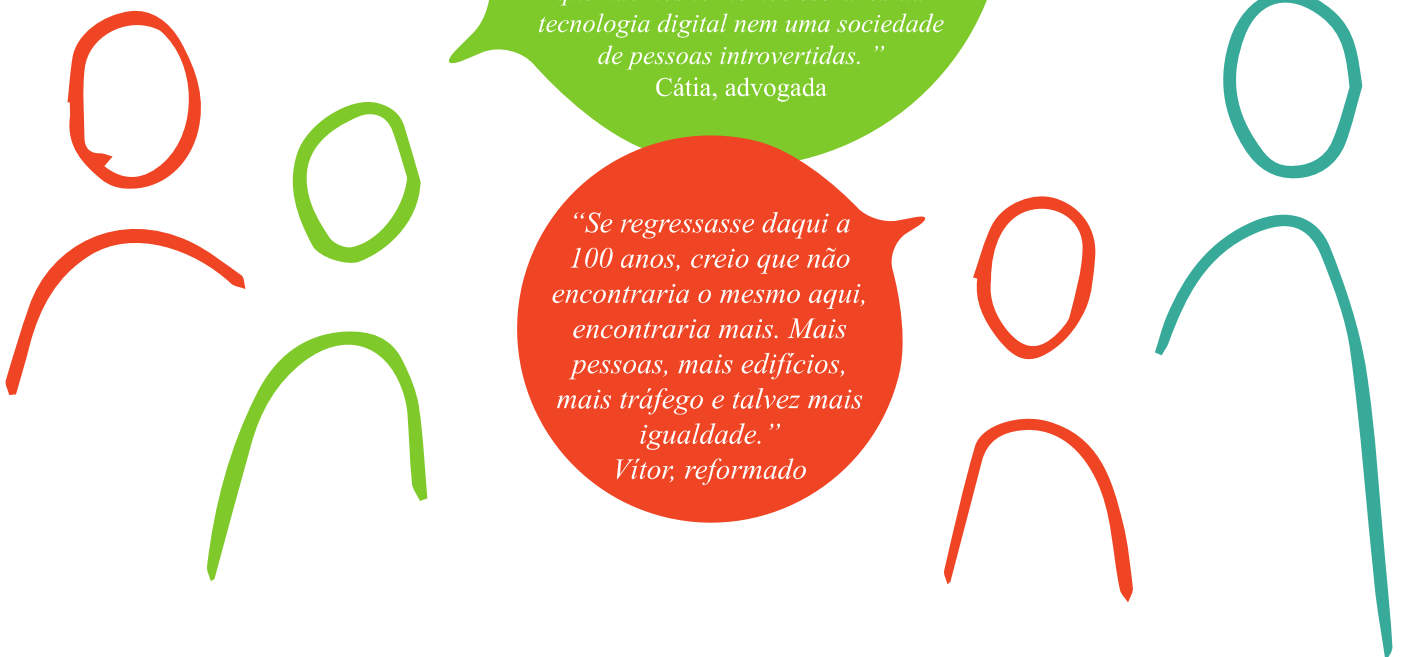 tecnologia digital nem uma sociedade
de pessoas introvertidas. ”
Cátia, advogada
“Se regressasse daqui a
100 anos, creio que não
encontraria o mesmo aqui,
encontraria mais. Mais
pessoas, mais edifícios,
mais tráfego e talvez mais
igualdade.”
Vítor, reformado